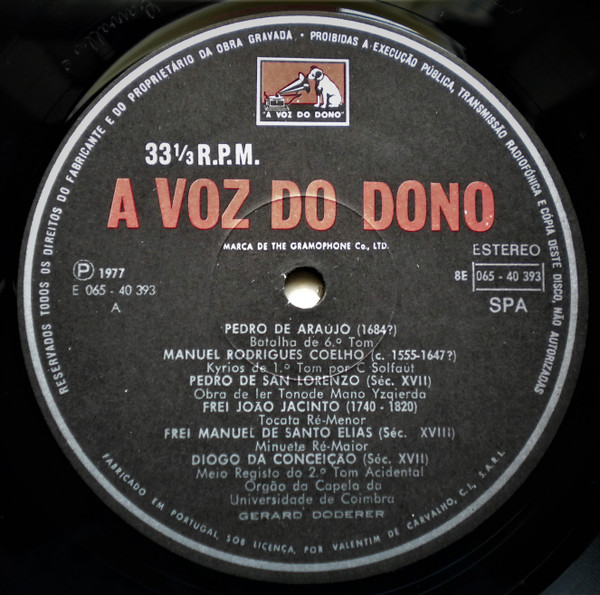 RESERVADOS TODOS OS DIREITOS DO FABRICANTE E DO PROPRIETÁRIO DA OBRA GRAVADA • PROIBIDAS A EXECUÇÃO PÚBLICA, TRANSMISSÃO RADIOFÓNICA E CÓPIA DESTE DISCO, NÃO AUTORIZADAS
"A VOZ DO DONO"
33 1/3 R.P.M.
A VOZ DO DONO
MARCA DE THE GRAMOPHONE Co., LTD.
Ⓟ 1977
E 065 - 40 393
A
ESTEREO
8E 065 - 40 393
SPA
PEDRO DE ARAÚJO (1684?)
Batalha de 6.º Tom
MANUEL RODRIGUES COELHO (c. 1555-1647?)
Kyrios de 1.º Tom por C Solfaút
PEDRO DE SAN LORENZO (Séc. XVII)
Obra de ler Tonode Mano Yzqierda
FREI JOÃO JACINTO (1740 - 1820)
Tocata Ré-Menor
FREI MANUEL DE SANTO ELIAS (Séc. XVIII)
Minuete Ré-Maior
DIOGO DA CONCEIÇÃO (Séc. XVII)
Meio Registo do 2.º Tom Acidental
Orgão da Capela da
Universidade de Coimbra
GERARD DODERER
FABRICADO EM PORTUGAL, SOB LICENÇA, POR VALENTIM DE CARVALHO, C.I., S.A.R.L.